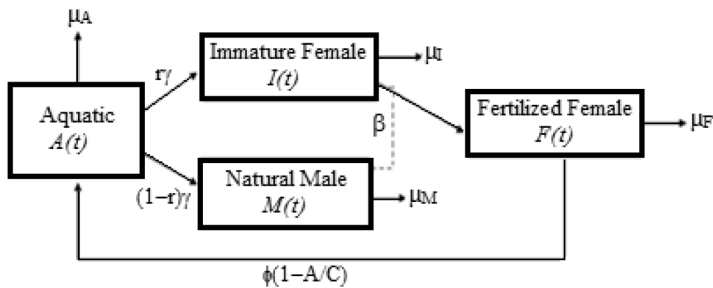 μA
Immature Female
I(t)
μI
rγ
Aquatic
A(t)
β
Fertilized Female
F(t)
μF
Natural Male
M(t)
(1−r)γ
μM
ϕ(1−A/C)